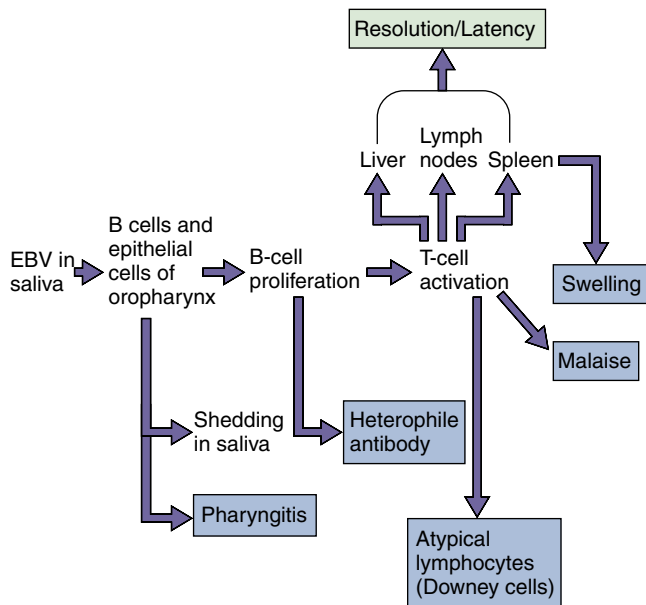 Resolution/Latency
Liver
Lymph
nodes
Spleen
EBV in
saliva
B cells and
epithelial
cells of
oropharynx
B-cell
proliferation
T-cell
activation
Swelling
Malaise
Shedding
in saliva
Heterophile
antibody
Pharyngitis
Atypical
lymphocytes
(Downey cells)